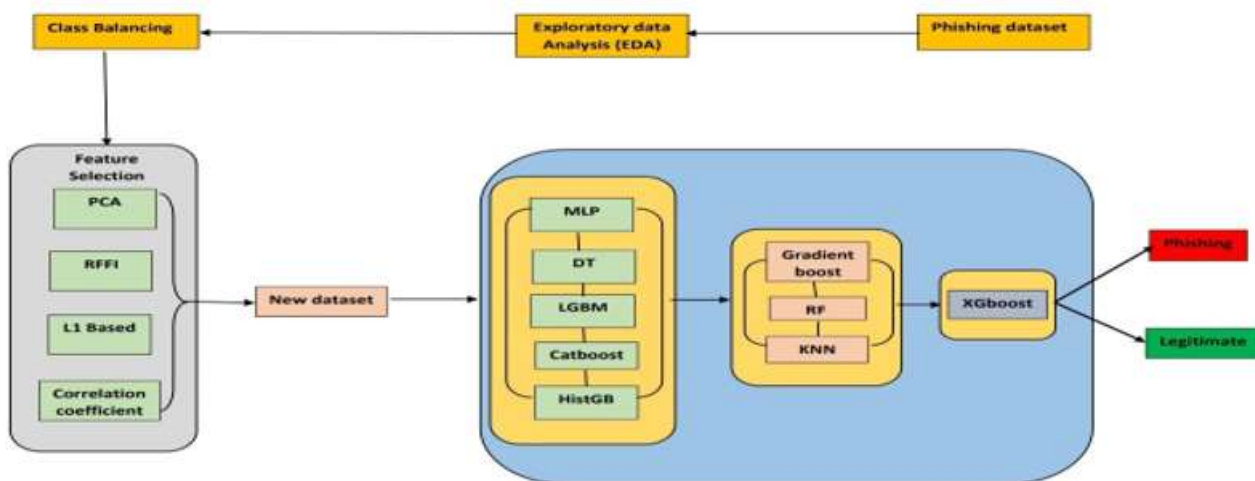 Class Balancing
Exploratory data
Analysis (EDA)
Phishing dataset
Feature
Selection
PCA
RFFI
L1 Based
Correlation
coefficient
New dataset
MLP
DT
LGBM
Catboost
HistGB
Gradient
boost
RF
KNN
XGboost
Phishing
Legitimate